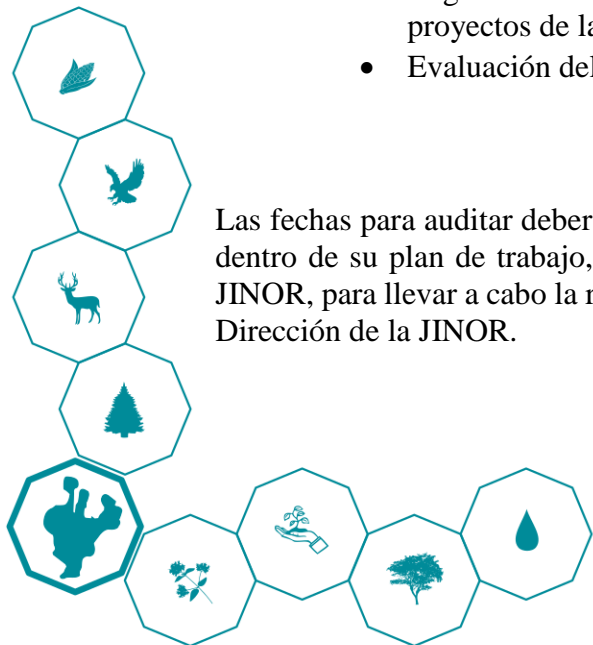 proyectos de la
• Evaluación del
Las fechas para auditar deber
dentro de su plan de trabajo,
JINOR, para llevar a cabo la r
Dirección de la JINOR.